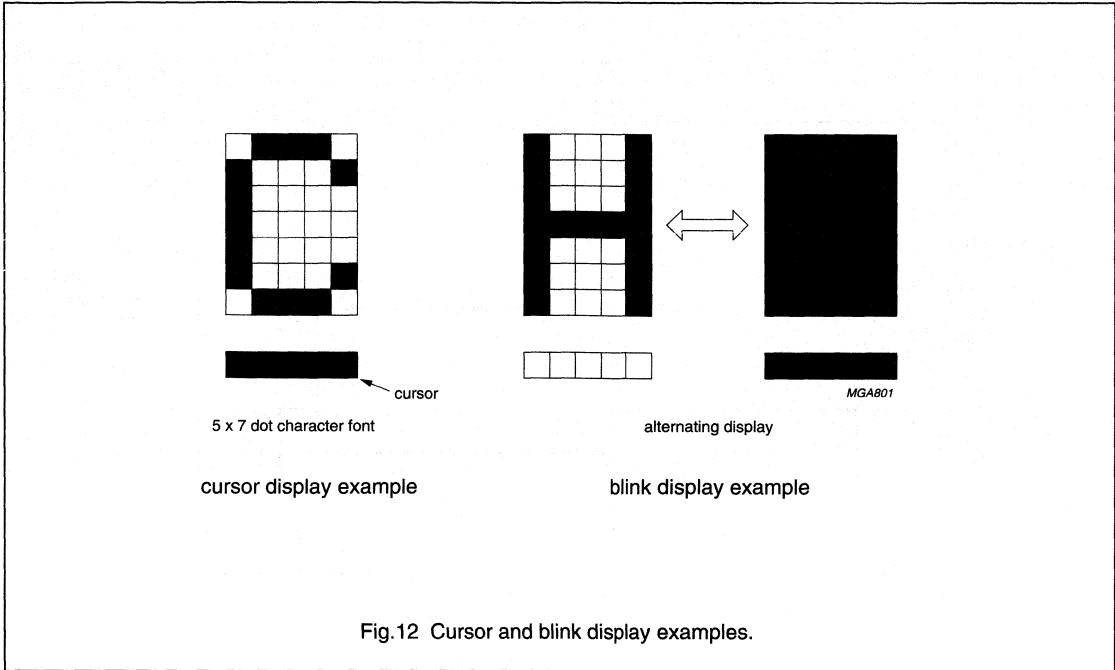 cursor
MGA801
5 x 7 dot character font
alternating display
cursor display example
blink display example
Fig.12 Cursor and blink display examples.